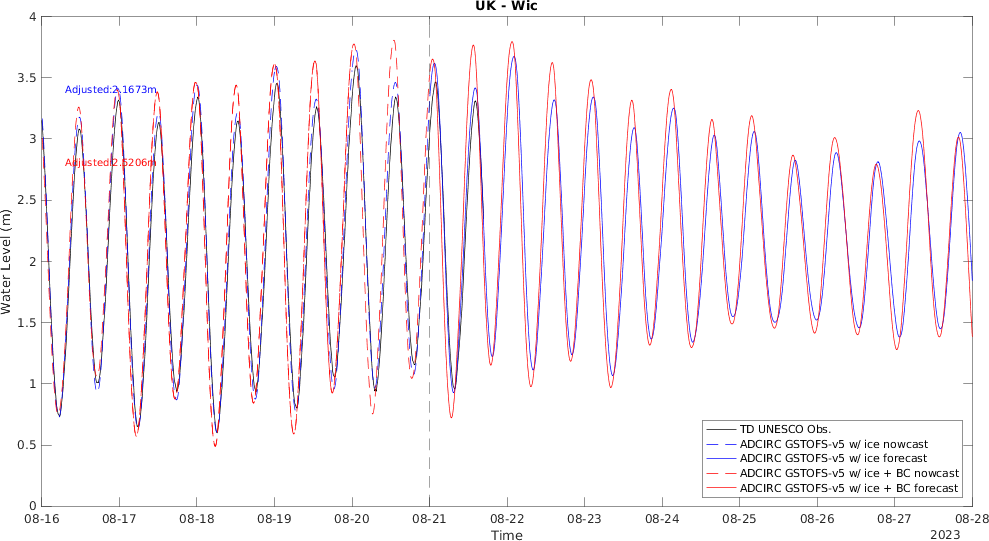 UK - Wic
4
3.5
3
2.5
2
1.5
1
0.5
0
Water Level (m)
Adjusted:2.1673m
Adjusted:2.5206m
TD UNESCO Obs.
ADCIRC GSTOFS-v5 w/ ice nowcast
ADCIRC GSTOFS-v5 w/ ice forecast
ADCIRC GSTOFS-v5 w/ ice + BC nowcast
ADCIRC GSTOFS-v5 w/ ice + BC forecast
08-16 08-17 08-18 08-19 08-20 08-21 08-22 08-23 08-24 08-25 08-26 08-27 08-28
Time
2023